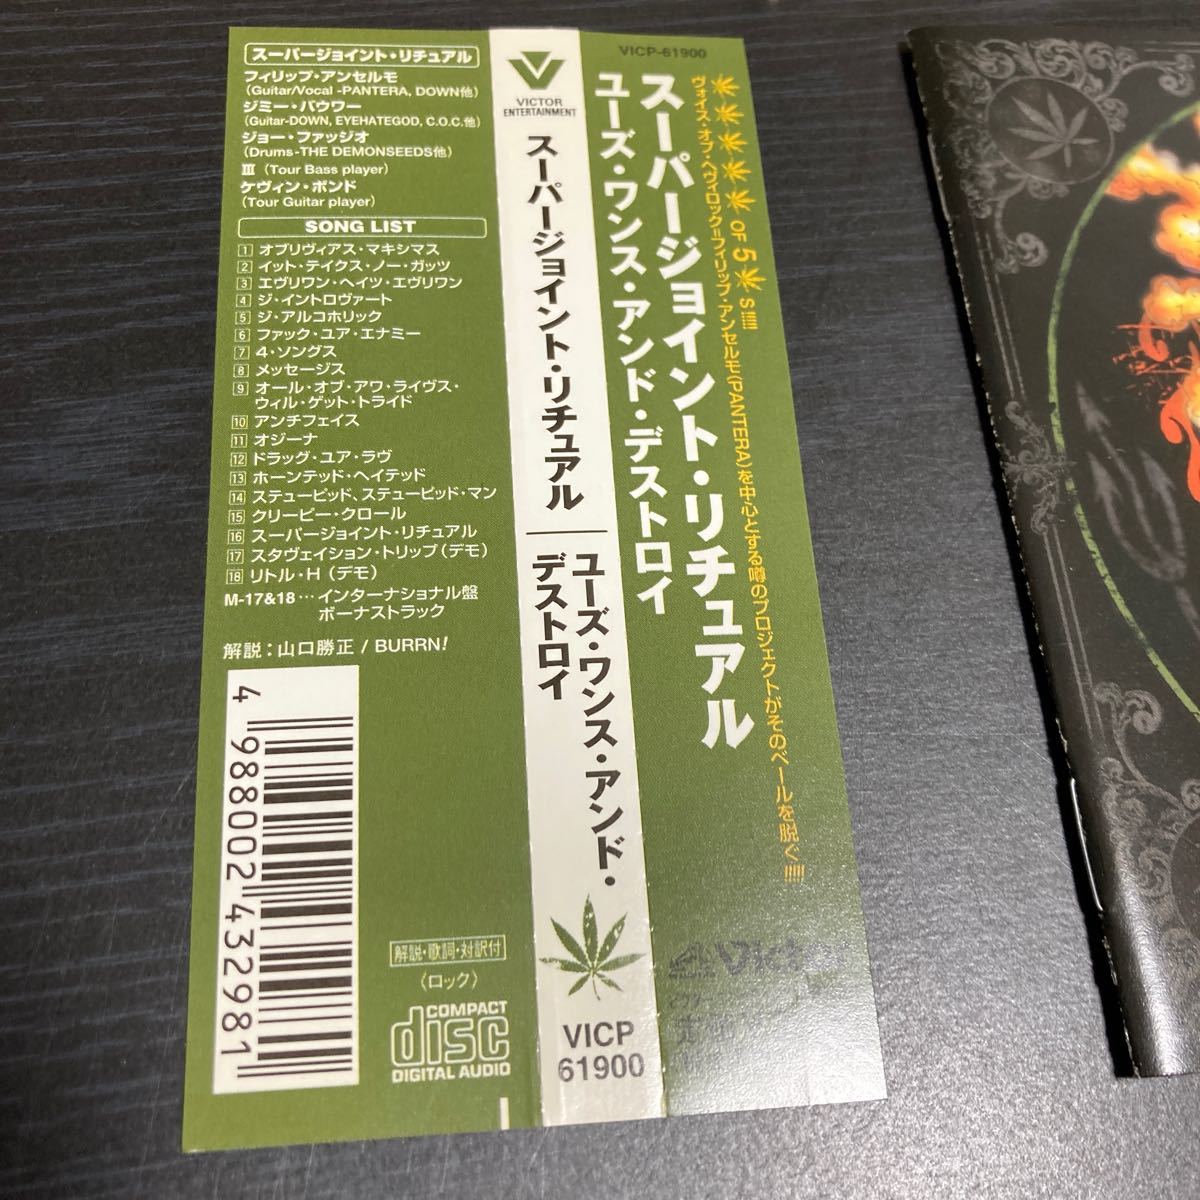 スーパージョイント・リチュアル
フィリップ・アンセルモ
(Guitar/Vocal -PANTERA, DOWN他)
ジミー・バウワー
(Guitar-DOWN, EYEHATEGOD, C.O.C.他)
ジョー・ファッジオ
(Drums-THE DEMONSEEDS他)
III (Tour Bass player)
ケヴィン・ボンド
(Tour Guitar player)
SONG LIST
1 オブリヴィアス・マキシマス
2 イット・テイクス・ノー・ガッツ
3 エヴリワン・ヘイツ・エヴリワン
4 ジ・イントロヴァート
5 ジ・アルコホリック
6 ファック・ユア・エナミー
7 4・ソングス
8 メッセージス
9 オール・オブ・アワ・ライヴス・
ウィル・ゲット・トライド
10 アンチフェイス
11 オジーナ
12 ドラッグ・ユア・ラヴ
13 ホーンテッド・ヘイテッド
14 ステューピッド、ステューピッド・マン
15 クリーピー・クロール
16 スーパージョイント・リチュアル
17 スタヴェイション・トリップ(デモ)
18 リトル・H(デモ)
M-17&18…インターナショナル盤
ボーナストラック
解説:山口勝正 / BURRN!
4 988002 432981
解説・歌詞・対訳付
(ロック)
COMPACT
disc
DIGITAL AUDIO
VICTOR
ENTERTAINMENT
スーパージョイント・リチュアル
ユーズ・ワンス・アンド・
デストロイ
VICP
61900
VICP-61900
OF 5 S!!!!!
ヴォイス・オブ・ヘヴィロック=フィリップ・アンセルモ(PANTERA)を中心とする噂のプロジェクトがそのベールを脱ぐ!!!!!
スーパージョイント・リチュアル
ユーズ・ワンス・アンド・デストロイ